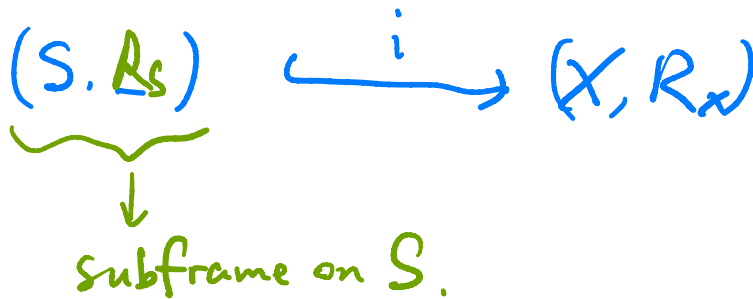 i
(S, R_S) ↪ (X, R_X)
subframe on S.